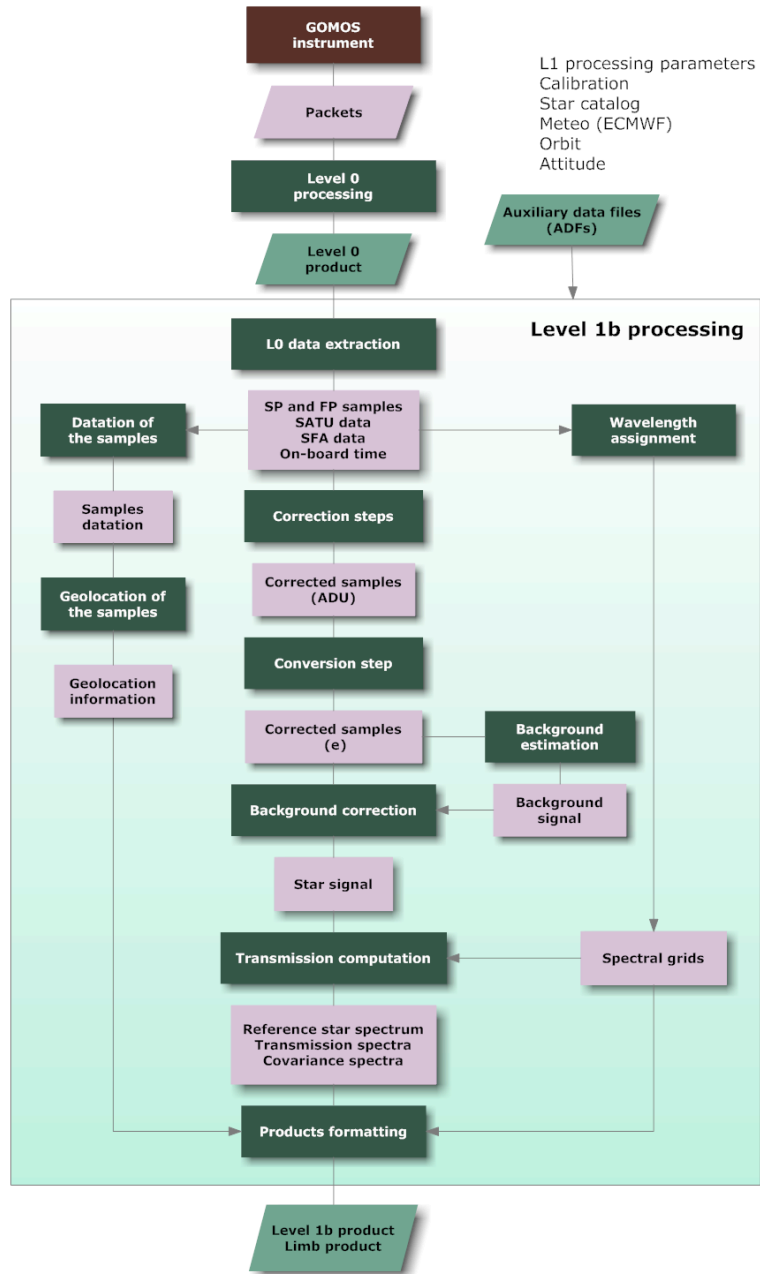 GOMOS
instrument
L1 processing parameters
Calibration
Star catalog
Meteo (ECMWF)
Orbit
Attitude
Packets
Level 0
processing
Auxiliary data files
(ADFs)
Level 0
product
Level 1b processing
L0 data extraction
SP and FP samples
SATU data
SFA data
On-board time
Datation of
the samples
Wavelength
assignment
Samples
datation
Correction steps
Geolocation of
the samples
Corrected samples
(ADU)
Conversion step
Geolocation
information
Corrected samples
(e)
Background
estimation
Background correction
Background
signal
Star signal
Transmission computation
Spectral grids
Reference star spectrum
Transmission spectra
Covariance spectra
Products formatting
Level 1b product
Limb product